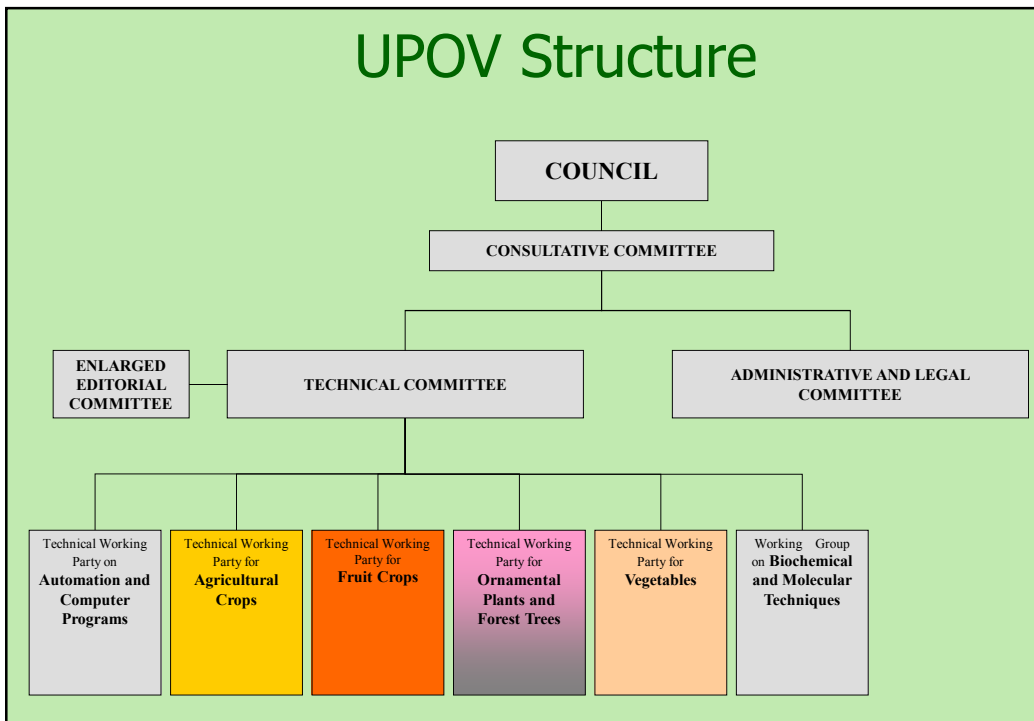 UPOV Structure
COUNCIL
CONSULTATIVE COMMITTEE
ENLARGED
EDITORIAL
COMMITTEE
TECHNICAL COMMITTEE
ADMINISTRATIVE AND LEGAL
COMMITTEE
Technical Working
Party on
Automation and
Computer
Programs
Technical Working
Party for
Agricultural
Crops
Technical Working
Party for
Fruit Crops
Technical Working
Party for
Ornamental
Plants and
Forest Trees
Technical Working
Party for
Vegetables
Working Group
on Biochemical
and Molecular
Techniques